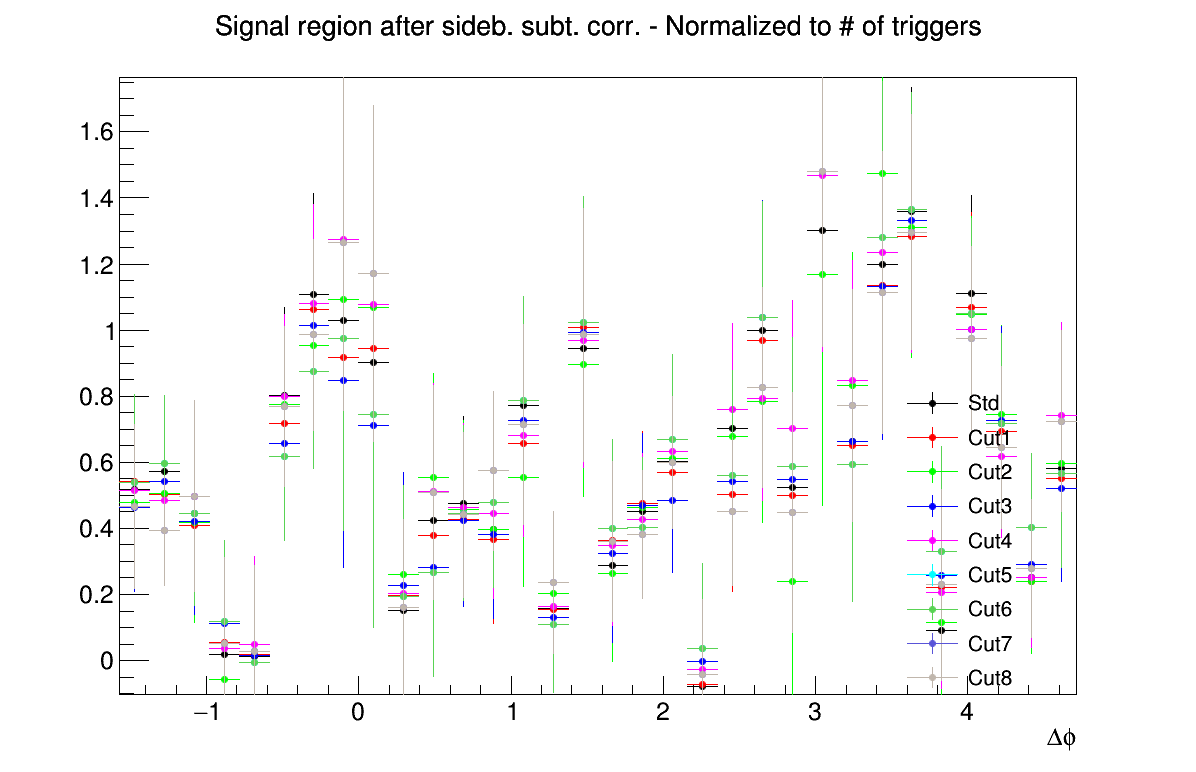 Signal region after sideb. subt. corr. - Normalized to # of triggers
1.6
1.4
1.2
1
0.8
0.6
0.4
0.2
0
Std
Cut1
Cut2
Cut3
Cut4
Cut5
Cut6
Cut7
Cut8
−1 0 1 2 3 4
Δϕ